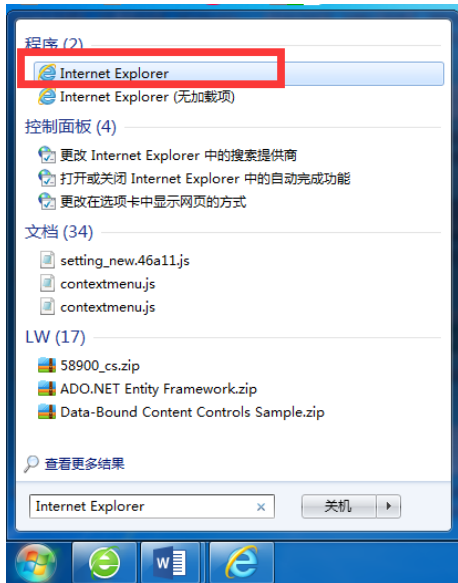 程序 (2)
Internet Explorer
Internet Explorer (无加载项)
控制面板 (4)
更改 Internet Explorer 中的搜索提供商
打开或关闭 Internet Explorer 中的自动完成功能
更改在选项卡中显示网页的方式
文档 (34)
setting_new.46a11.js
contextmenu.js
contextmenu.js
LW (17)
58900_cs.zip
ADO.NET Entity Framework.zip
Data-Bound Content Controls Sample.zip
查看更多结果
Internet Explorer × 关机